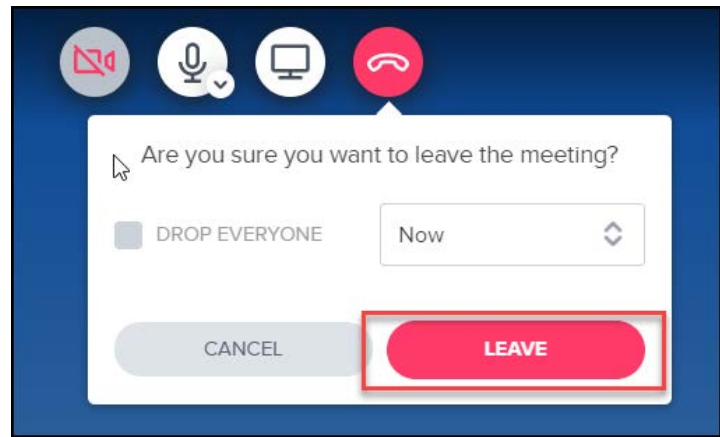 Are you sure you want to leave the meeting?
DROP EVERYONE
Now
CANCEL
LEAVE